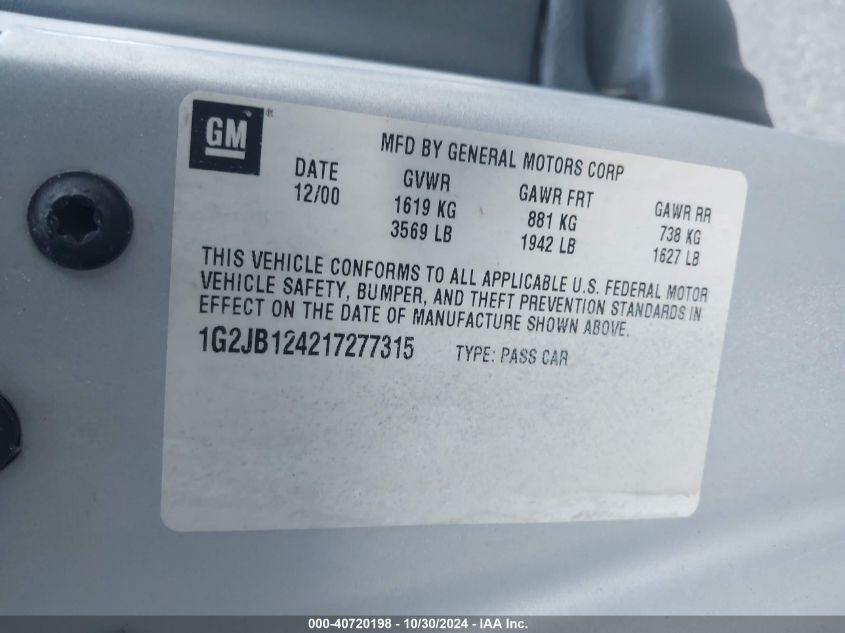 GM ®
MFD BY GENERAL MOTORS CORP
DATE GVWR GAWR FRT GAWR RR
12/00 1619 KG 881 KG 738 KG
3569 LB 1942 LB 1627 LB
THIS VEHICLE CONFORMS TO ALL APPLICABLE U.S. FEDERAL MOTOR
VEHICLE SAFETY, BUMPER, AND THEFT PREVENTION STANDARDS IN
EFFECT ON THE DATE OF MANUFACTURE SHOWN ABOVE.
1G2JB124217277315 TYPE: PASS CAR
000-40720198 - 10/30/2024 - IAA Inc.